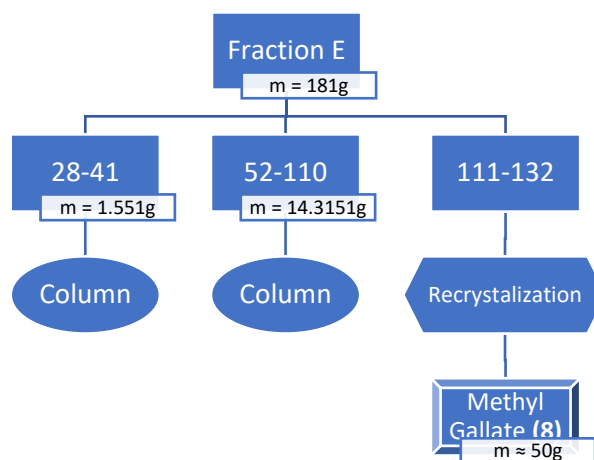 Fraction E
m = 181g
28-41
52-110
111-132
m = 1.551g
m = 14.3151g
Column
Column
Recrystalization
Methyl
Gallate (8)
m ≈ 50g